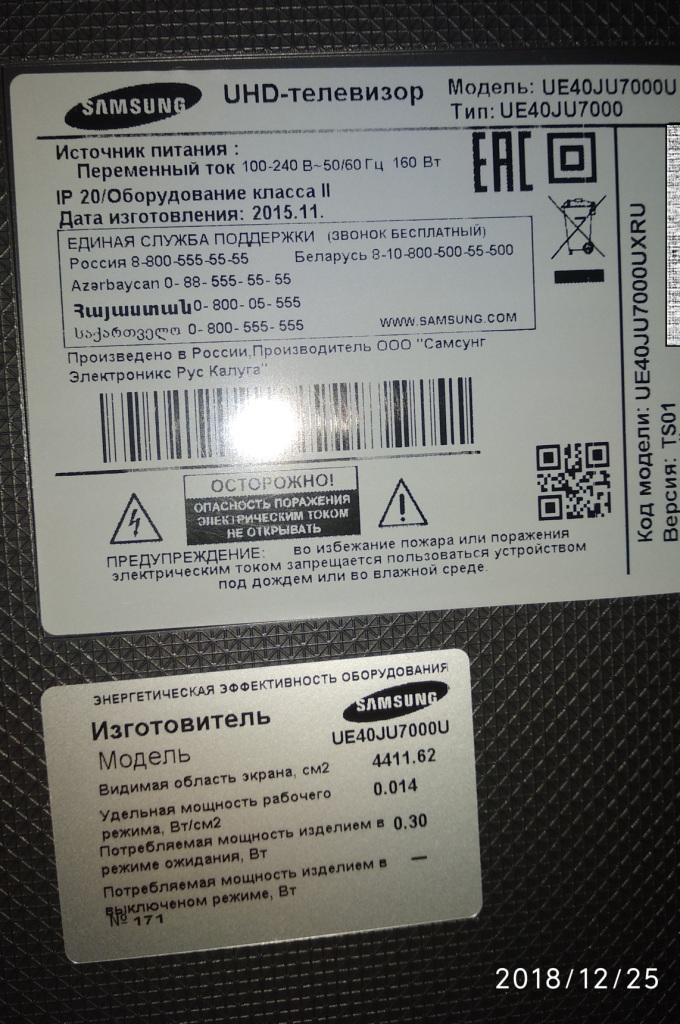 SAMSUNG UHD-телевизор Модель: UE40JU7000U
Тип: UE40JU7000
Источник питания :
Переменный ток 100-240 В~50/60 Гц 160 Вт
IP 20/Оборудование класса II
Дата изготовления: 2015.11.
EAC
ЕДИНАЯ СЛУЖБА ПОДДЕРЖКИ (ЗВОНОК БЕСПЛАТНЫЙ)
Россия 8-800-555-55-55 Беларусь 8-10-800-500-55-500
Azərbaycan 0- 88- 555- 55- 55
Հայաստան 0- 800- 05- 555
საქართველო 0- 800- 555- 555 WWW.SAMSUNG.COM
Произведено в России,Производитель ООО "Самсунг
Электроникс Рус Калуга"
ОСТОРОЖНО!
ОПАСНОСТЬ ПОРАЖЕНИЯ
ЭЛЕКТРИЧЕСКИМ ТОКОМ
НЕ ОТКРЫВАТЬ
ПРЕДУПРЕЖДЕНИЕ: во избежание пожара или поражения
электрическим током запрещается пользоваться устройством
под дождем или во влажной среде.
Код модели: UE40JU7000UXRU
Версия: TS01
ЭНЕРГЕТИЧЕСКАЯ ЭФФЕКТИВНОСТЬ ОБОРУДОВАНИЯ
Изготовитель SAMSUNG
Модель UE40JU7000U
Видимая область экрана, см2 4411.62
Удельная мощность рабочего
режима, Вт/см2 0.014
Потребляемая мощность изделием в
режиме ожидания, Вт 0.30
Потребляемая мощность изделием в
выключеном режиме, Вт —
№ 171
2018/12/25